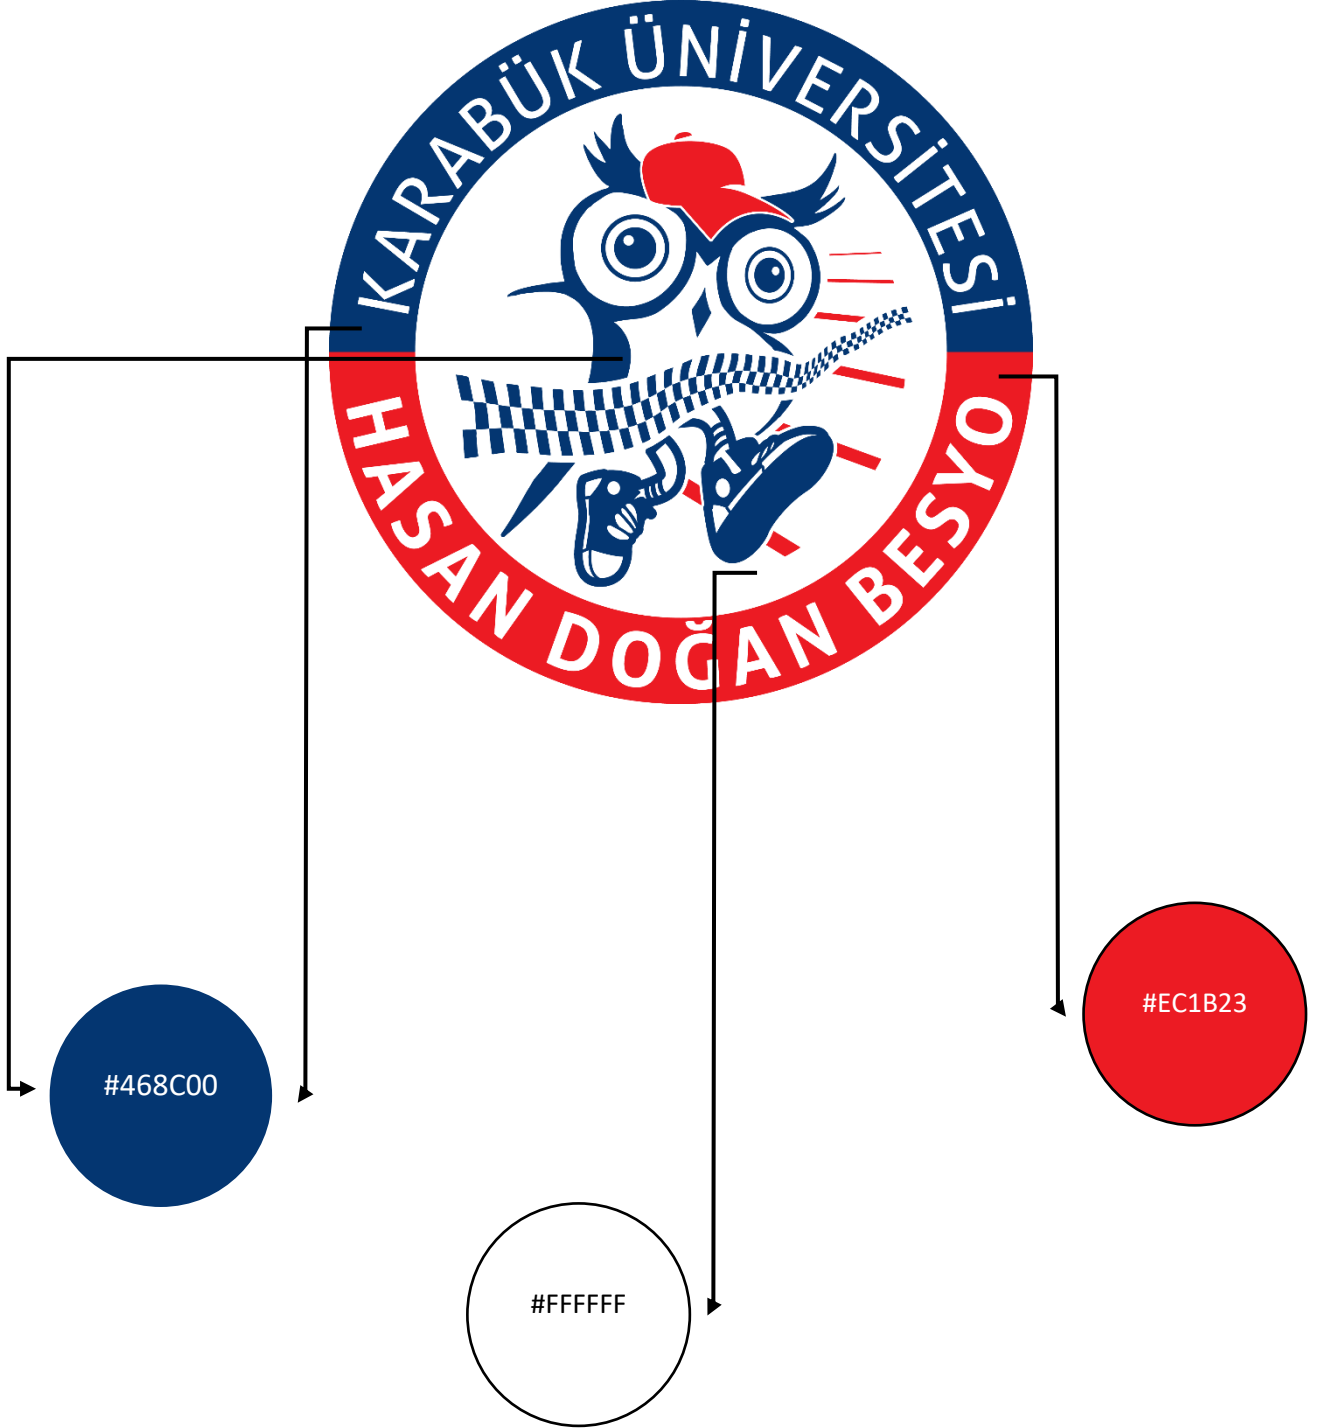 KARABÜK ÜNİVERSİTESİ
HASAN DOĞAN BESYO
#EC1B23
#468C00
#FFFFFF